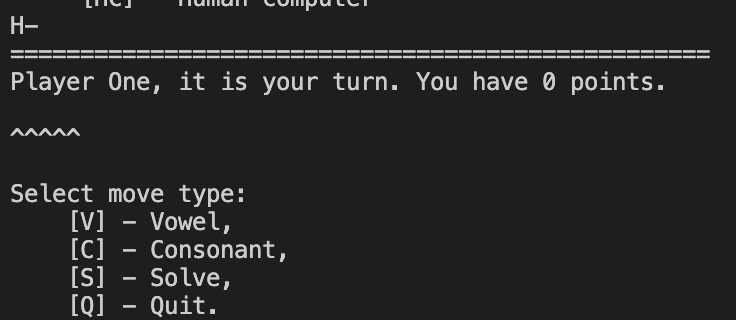 [HC] - Human Computer
H-
==================================================
Player One, it is your turn. You have 0 points.
^^^^^
Select move type:
[V] - Vowel,
[C] - Consonant,
[S] - Solve,
[Q] - Quit.